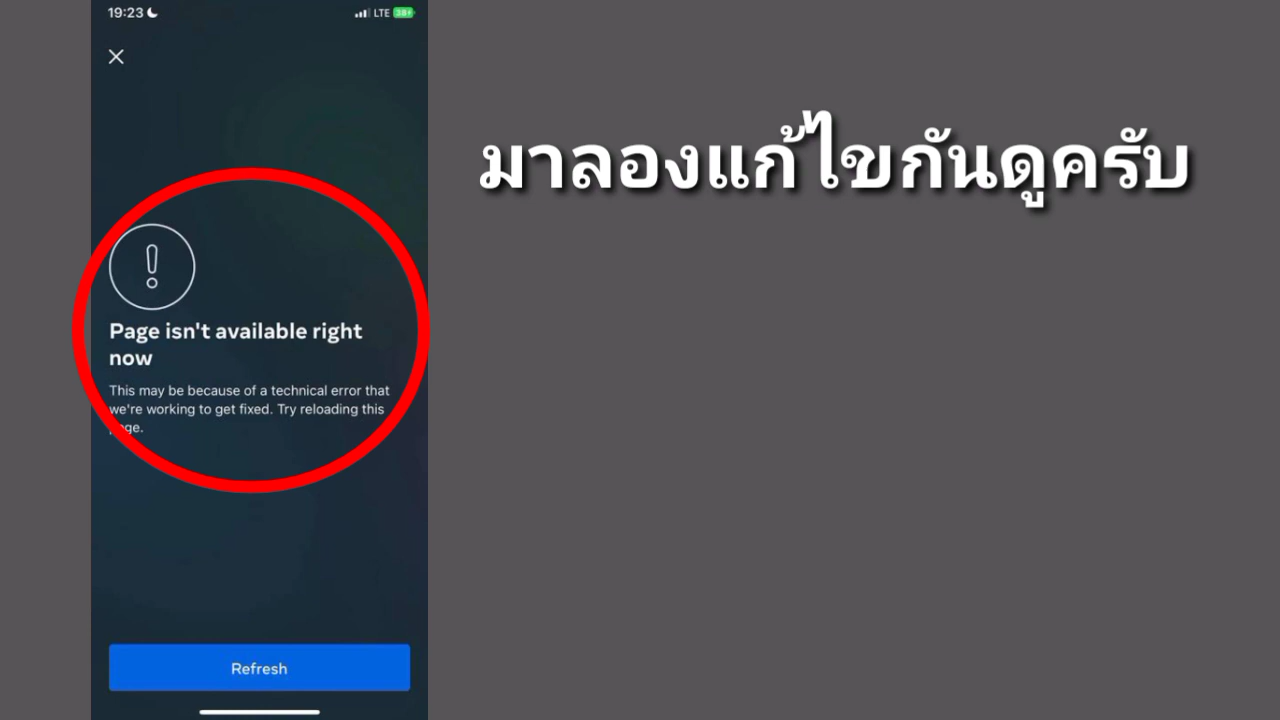 19:23
LTE
มาลองแก้ไขกันดูครับ
Page isn't available right
now
This may be because of a technical error that
we're working to get fixed. Try reloading this
page.
Refresh